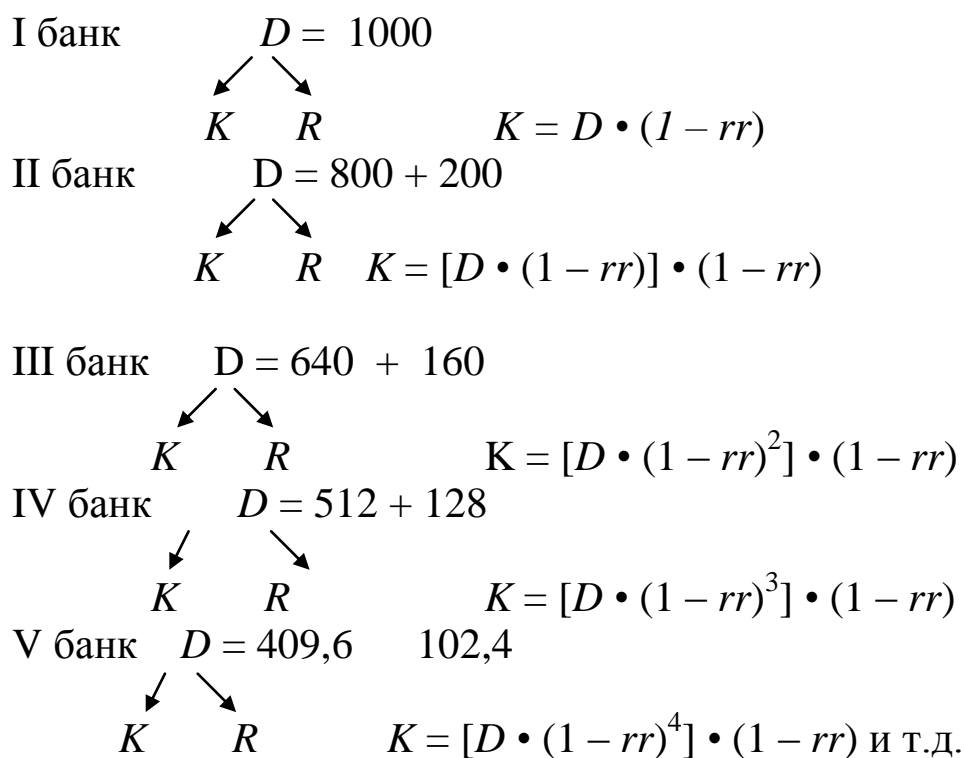 I банк D = 1000
K R K = D • (1 – rr)
II банк D = 800 + 200
K R K = [D • (1 – rr)] • (1 – rr)
III банк D = 640 + 160
K R K = [D • (1 – rr)²] • (1 – rr)
IV банк D = 512 + 128
K R K = [D • (1 – rr)³] • (1 – rr)
V банк D = 409,6 102,4
K R K = [D • (1 – rr)⁴] • (1 – rr) и т.д.